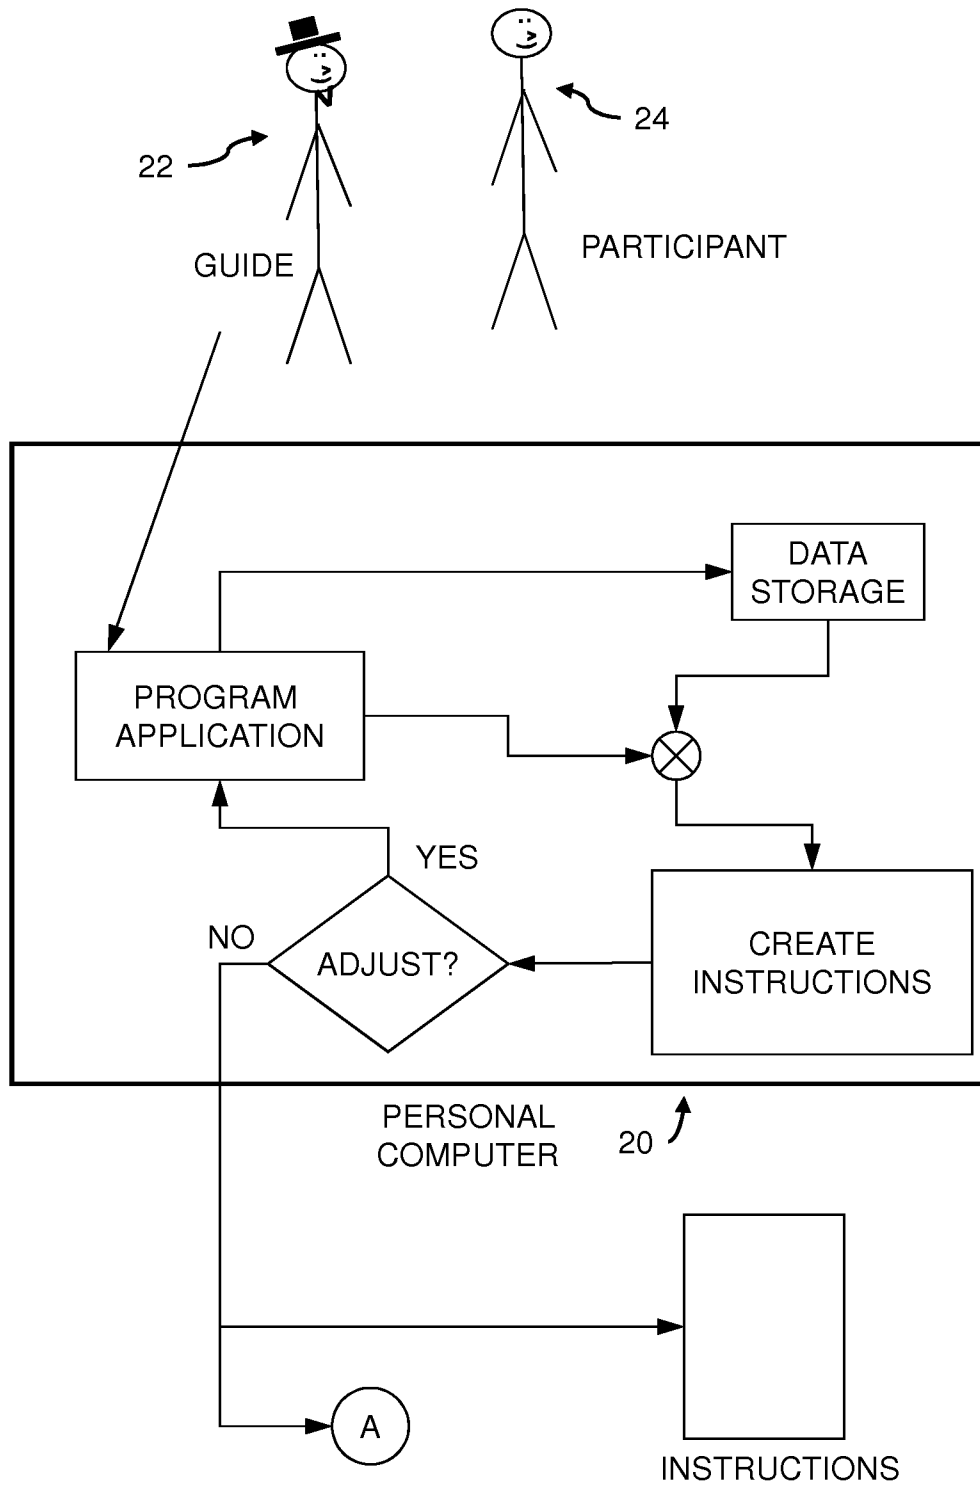 24
22
PARTICIPANT
GUIDE
DATA
STORAGE
PROGRAM
APPLICATION
YES
NO
ADJUST?
CREATE
INSTRUCTIONS
PERSONAL
COMPUTER
20
A
INSTRUCTIONS